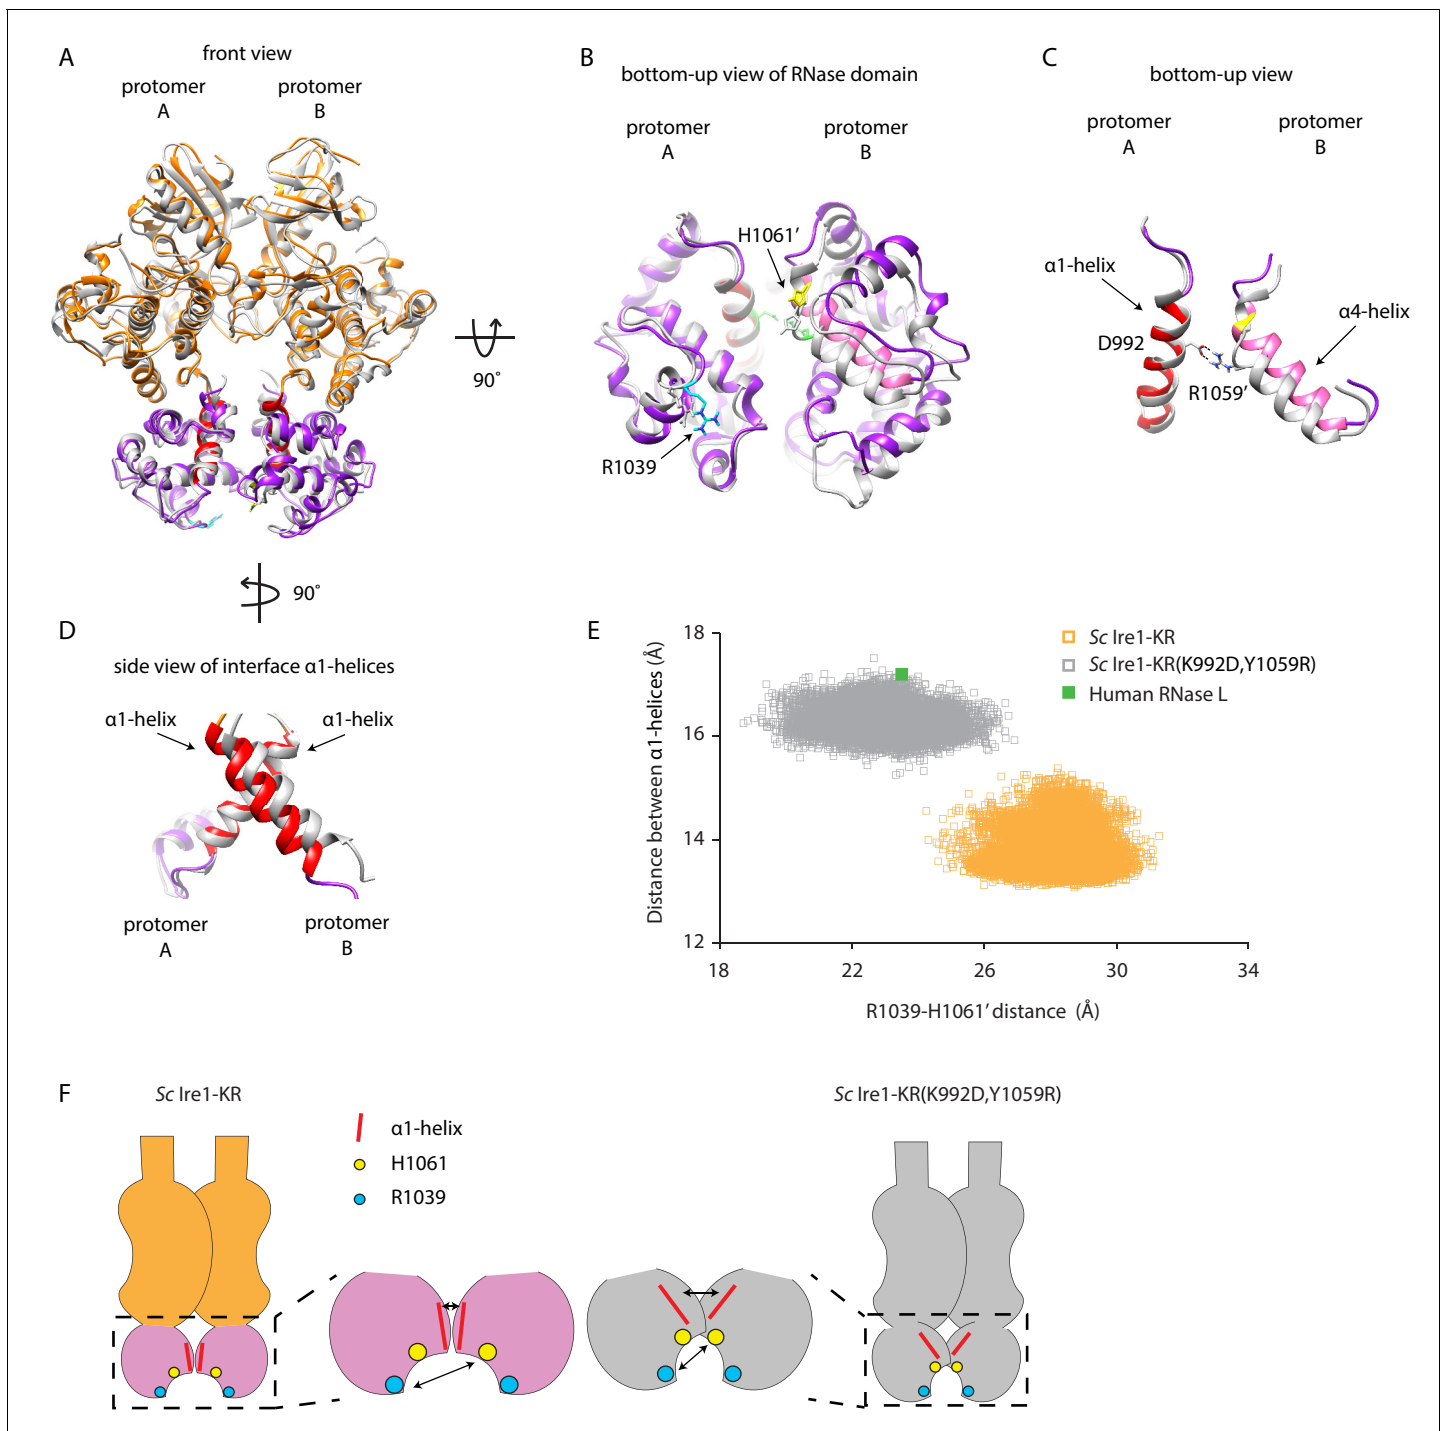 A
front view
protomer
A
protomer
B
90˚
90˚
B
bottom-up view of RNase domain
protomer
A
protomer
B
H1061′
R1039
C
bottom-up view
protomer
A
protomer
B
α1-helix
α4-helix
D992
R1059′
D
side view of interface α1-helices
α1-helix
α1-helix
protomer
A
protomer
B
E
Distance between α1-helices (Å)
18
16
14
12
18
22
26
30
34
R1039-H1061′ distance (Å)
Sc Ire1-KR
Sc Ire1-KR(K992D,Y1059R)
Human RNase L
F
Sc Ire1-KR
α1-helix
H1061
R1039
Sc Ire1-KR(K992D,Y1059R)